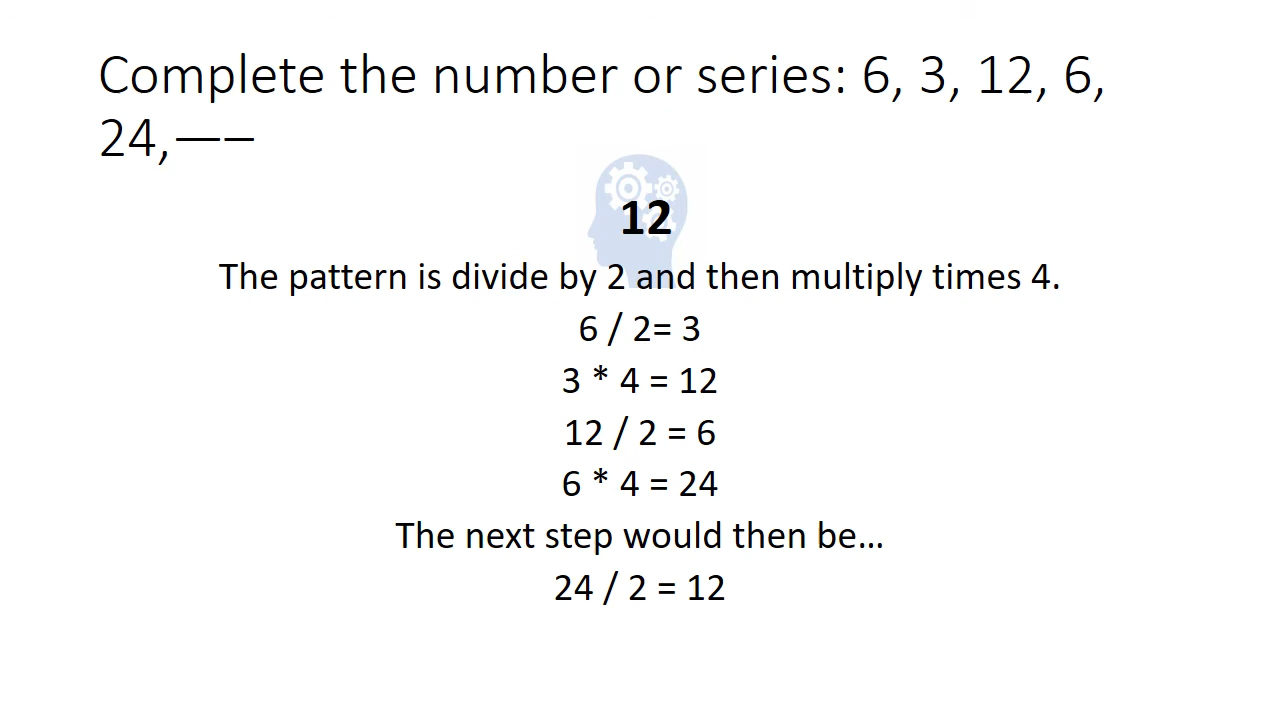 Complete the number or series: 6, 3, 12, 6,
24,—–
12
The pattern is divide by 2 and then multiply times 4.
6 / 2= 3
3 * 4 = 12
12 / 2 = 6
6 * 4 = 24
The next step would then be…
24 / 2 = 12